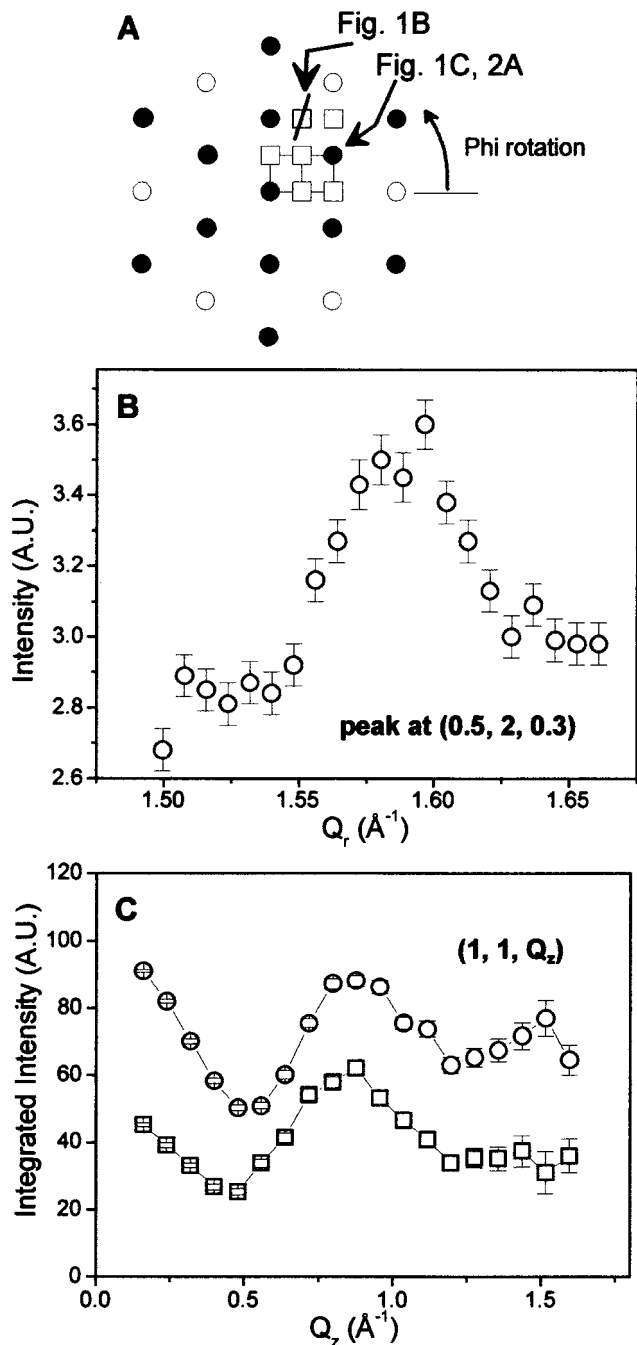 A
Fig. 1B
Fig. 1C, 2A
Phi rotation
B
3.6
3.4
3.2
3.0
2.8
2.6
Intensity (A.U.)
peak at (0.5, 2, 0.3)
1.50
1.55
1.60
1.65
Qr (Å-1)
C
120
100
80
60
40
20
0
Integrated Intensity (A.U.)
(1, 1, Qz)
0.0
0.5
1.0
1.5
Qz (Å-1)